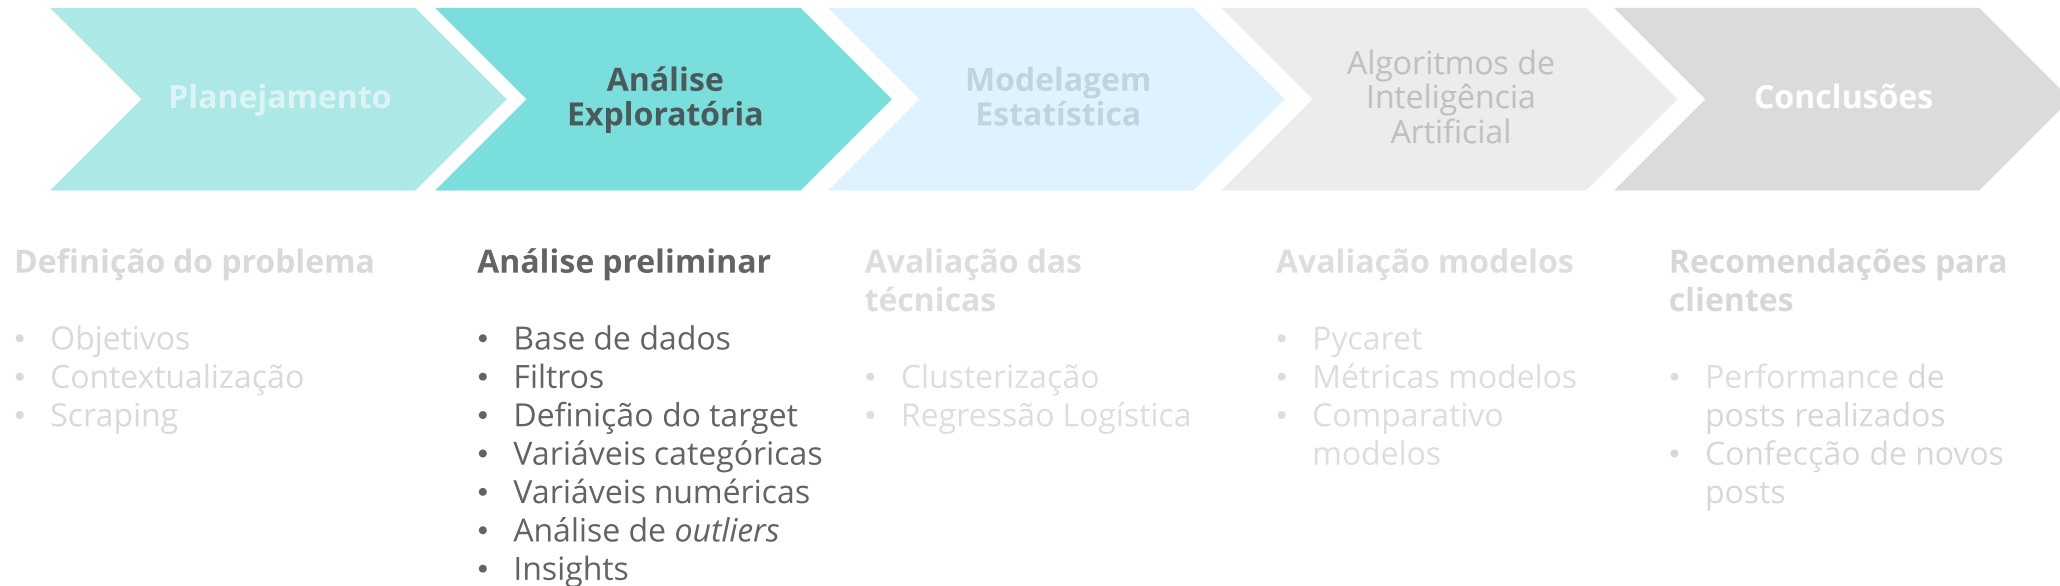 Planejamento
Análise
Exploratória
Modelagem
Estatística
Algoritmos de
Inteligência
Artificial
Conclusões
Definição do problema
• Objetivos
• Contextualização
• Scraping
Análise preliminar
• Base de dados
• Filtros
• Definição do target
• Variáveis categóricas
• Variáveis numéricas
• Análise de outliers
• Insights
Avaliação das
técnicas
• Clusterização
• Regressão Logística
Avaliação modelos
• Pycaret
• Métricas modelos
• Comparativo
modelos
Recomendações para
clientes
• Performance de
posts realizados
• Confecção de novos
posts